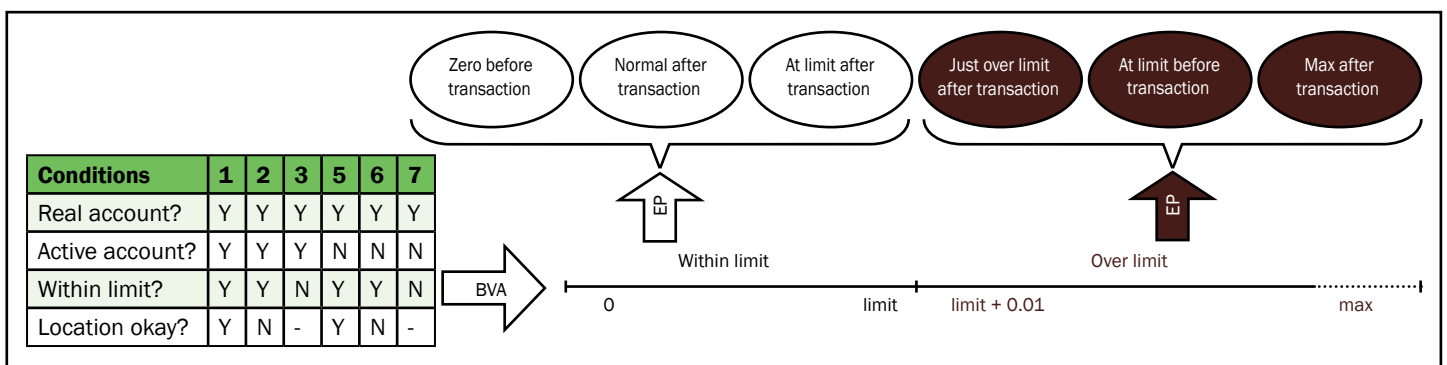 Zero before
transaction
Normal after
transaction
At limit after
transaction
Just over limit
after transaction
At limit before
transaction
Max after
transaction
Conditions 1 2 3 5 6 7
Real account? Y Y Y Y Y Y
Active account? Y Y Y N N N
Within limit? Y Y N Y Y N
Location okay? Y N - Y N -
BVA
EP
EP
Within limit
Over limit
0
limit
limit + 0.01
max